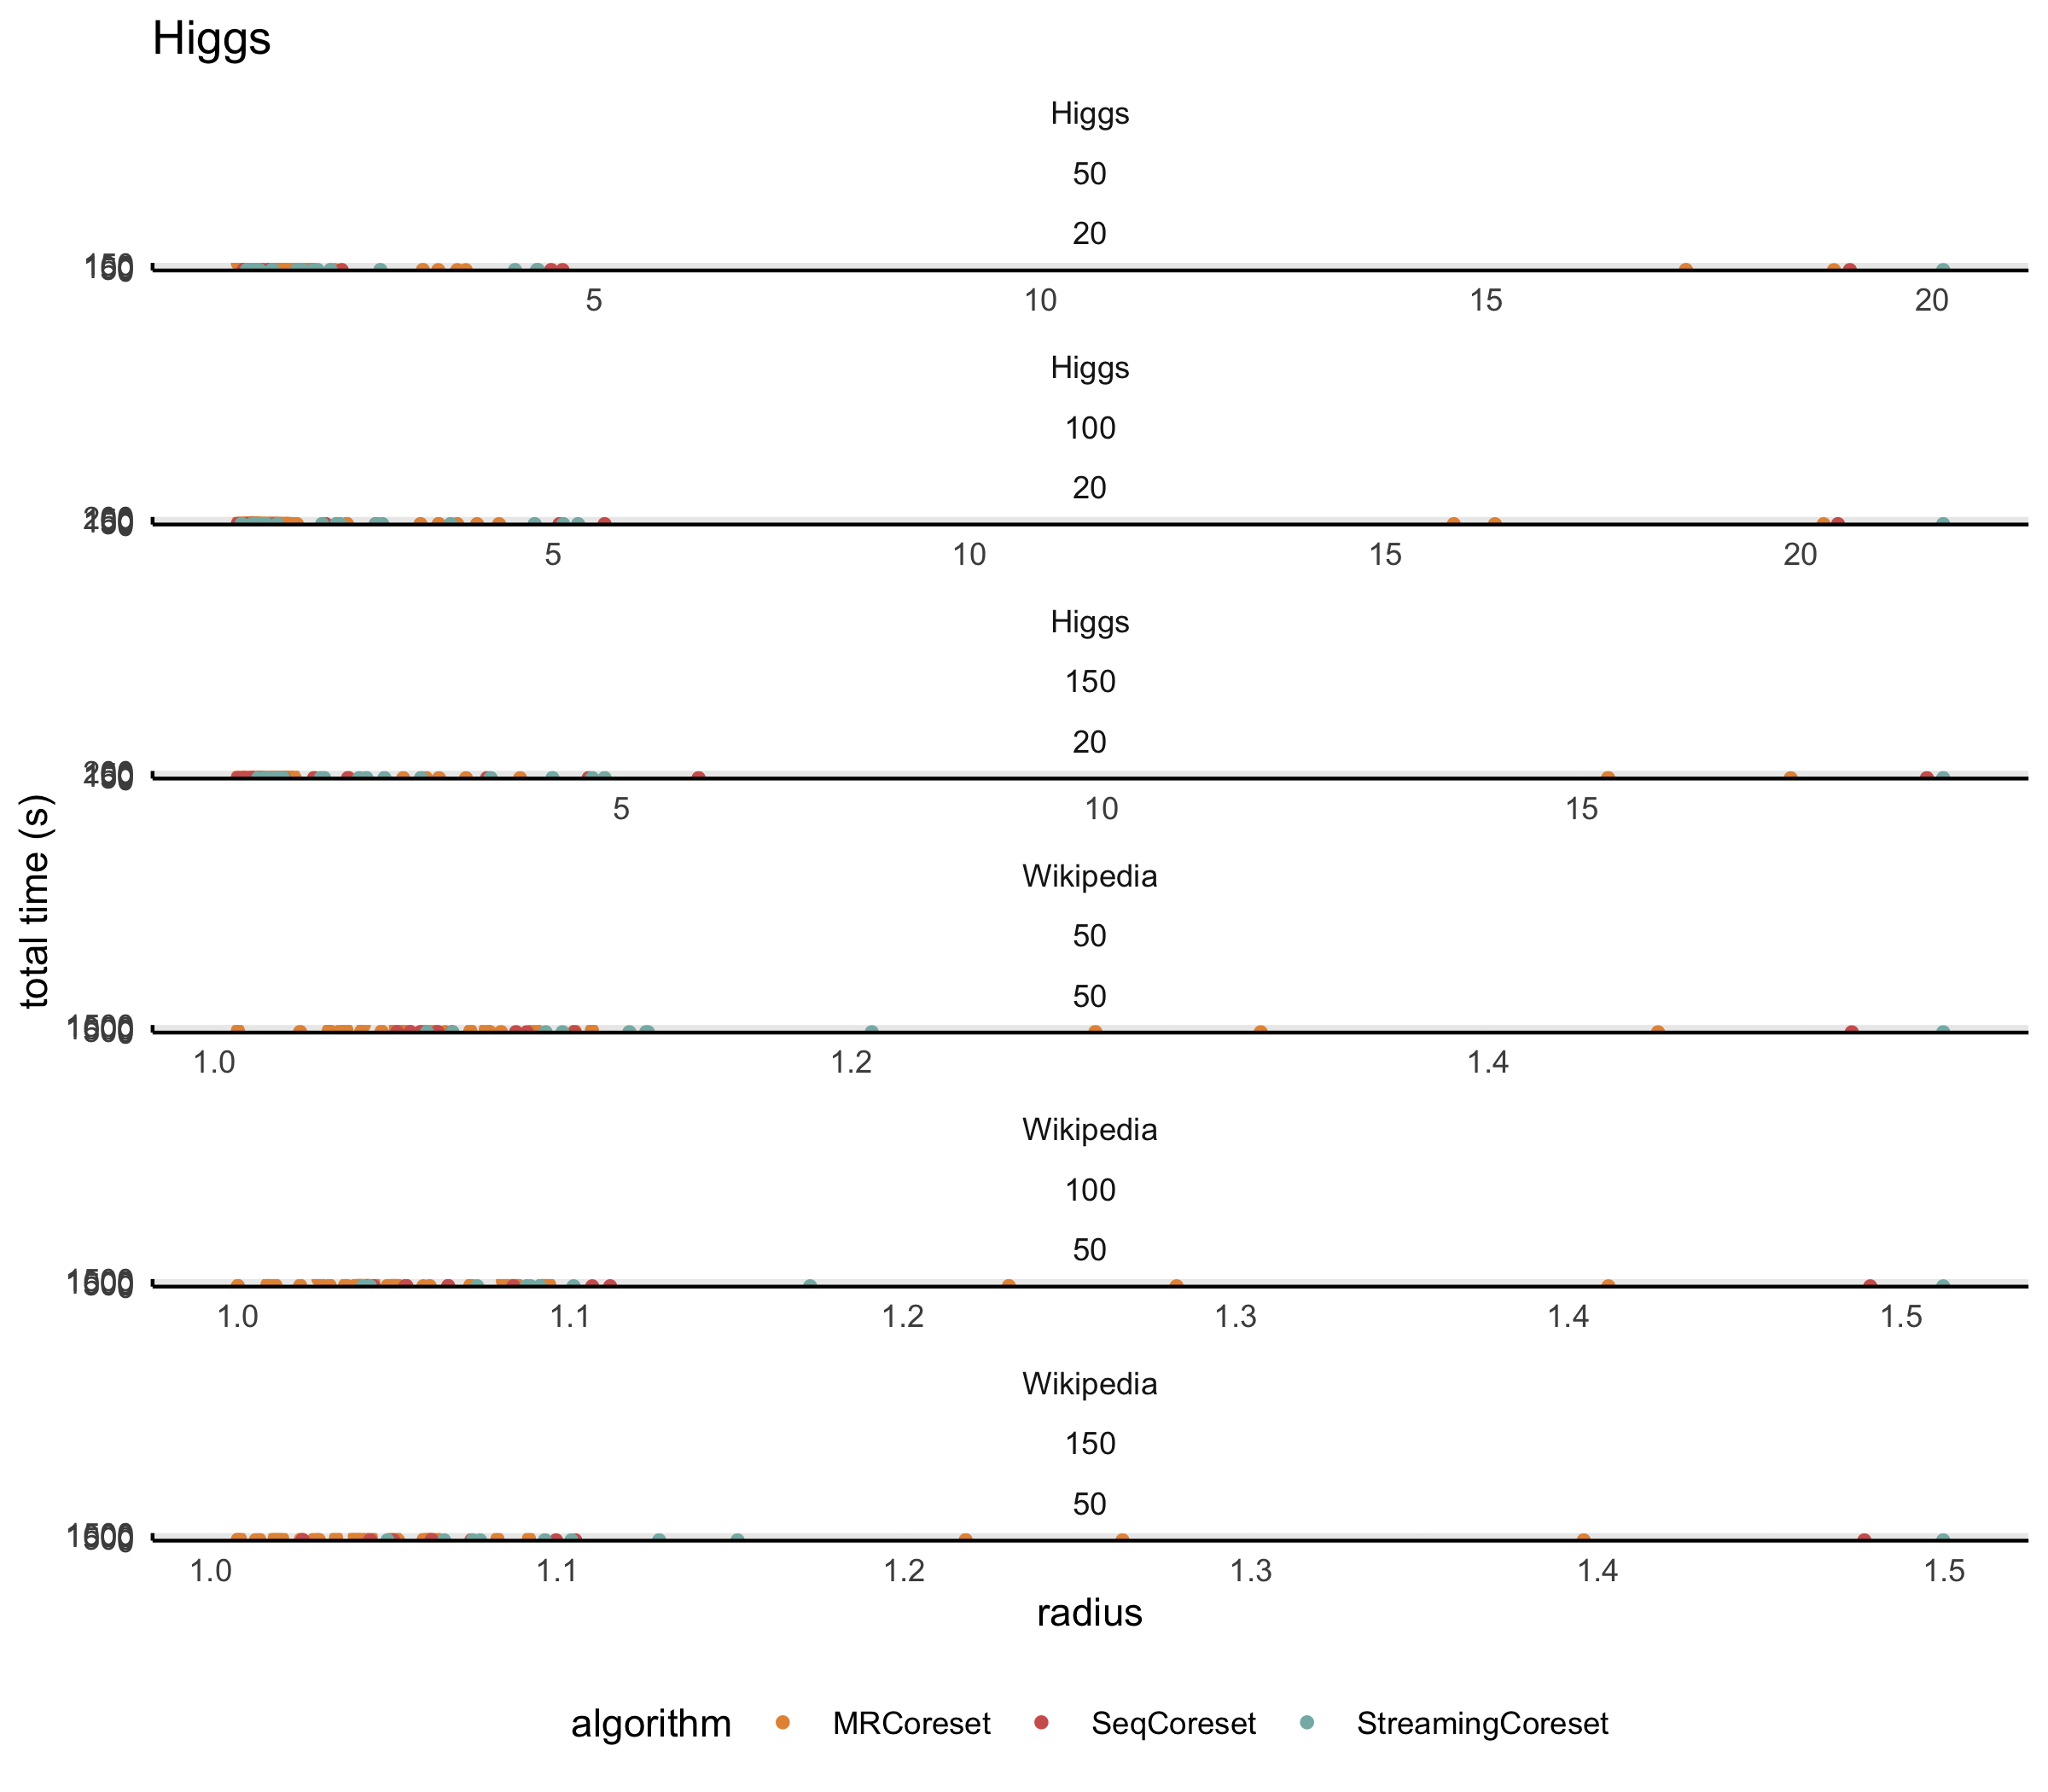 Higgs
Higgs
50
20
5 10 15 20
Higgs
100
20
5 10 15 20
Higgs
150
20
5 10 15
total time (s)
Wikipedia
50
50
1.0 1.2 1.4
Wikipedia
100
50
1.0 1.1 1.2 1.3 1.4 1.5
Wikipedia
150
50
1.0 1.1 1.2 1.3 1.4 1.5
radius
algorithm MRCoreset SeqCoreset StreamingCoreset